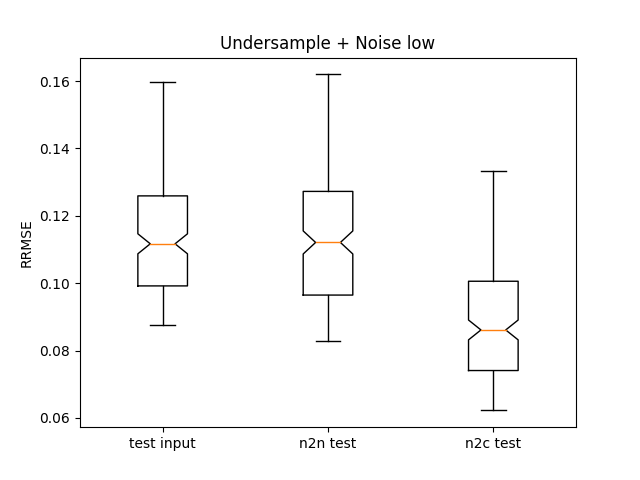 Undersample + Noise low
RRMSE
0.16
0.14
0.12
0.10
0.08
0.06
test input
n2n test
n2c test